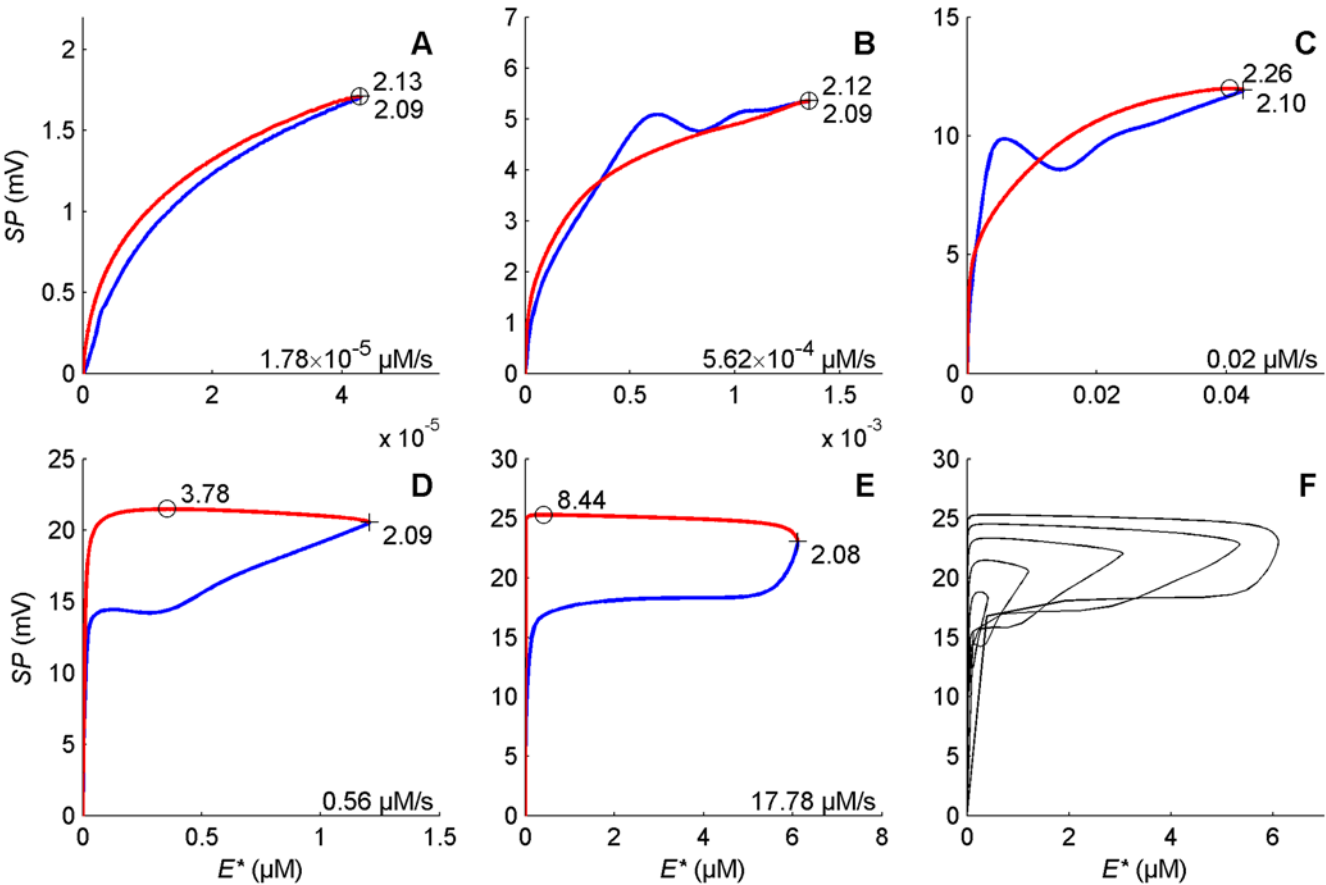 A
2
1.5
1
0.5
0
SP (mV)
2.13
2.09
1.78×10-5 µM/s
0 2 4
x 10-5
B
7
6
5
4
3
2
1
0
2.12
2.09
5.62×10-4 µM/s
0 0.5 1 1.5
x 10-3
C
15
10
5
0
2.26
2.10
0.02 µM/s
0 0.02 0.04
D
25
20
15
10
5
0
SP (mV)
3.78
2.09
0.56 µM/s
0 0.5 1 1.5
E* (µM)
E
30
25
20
15
10
5
0
8.44
2.08
17.78 µM/s
0 2 4 6 8
E* (µM)
F
30
25
20
15
10
5
0
0 2 4 6
E* (µM)